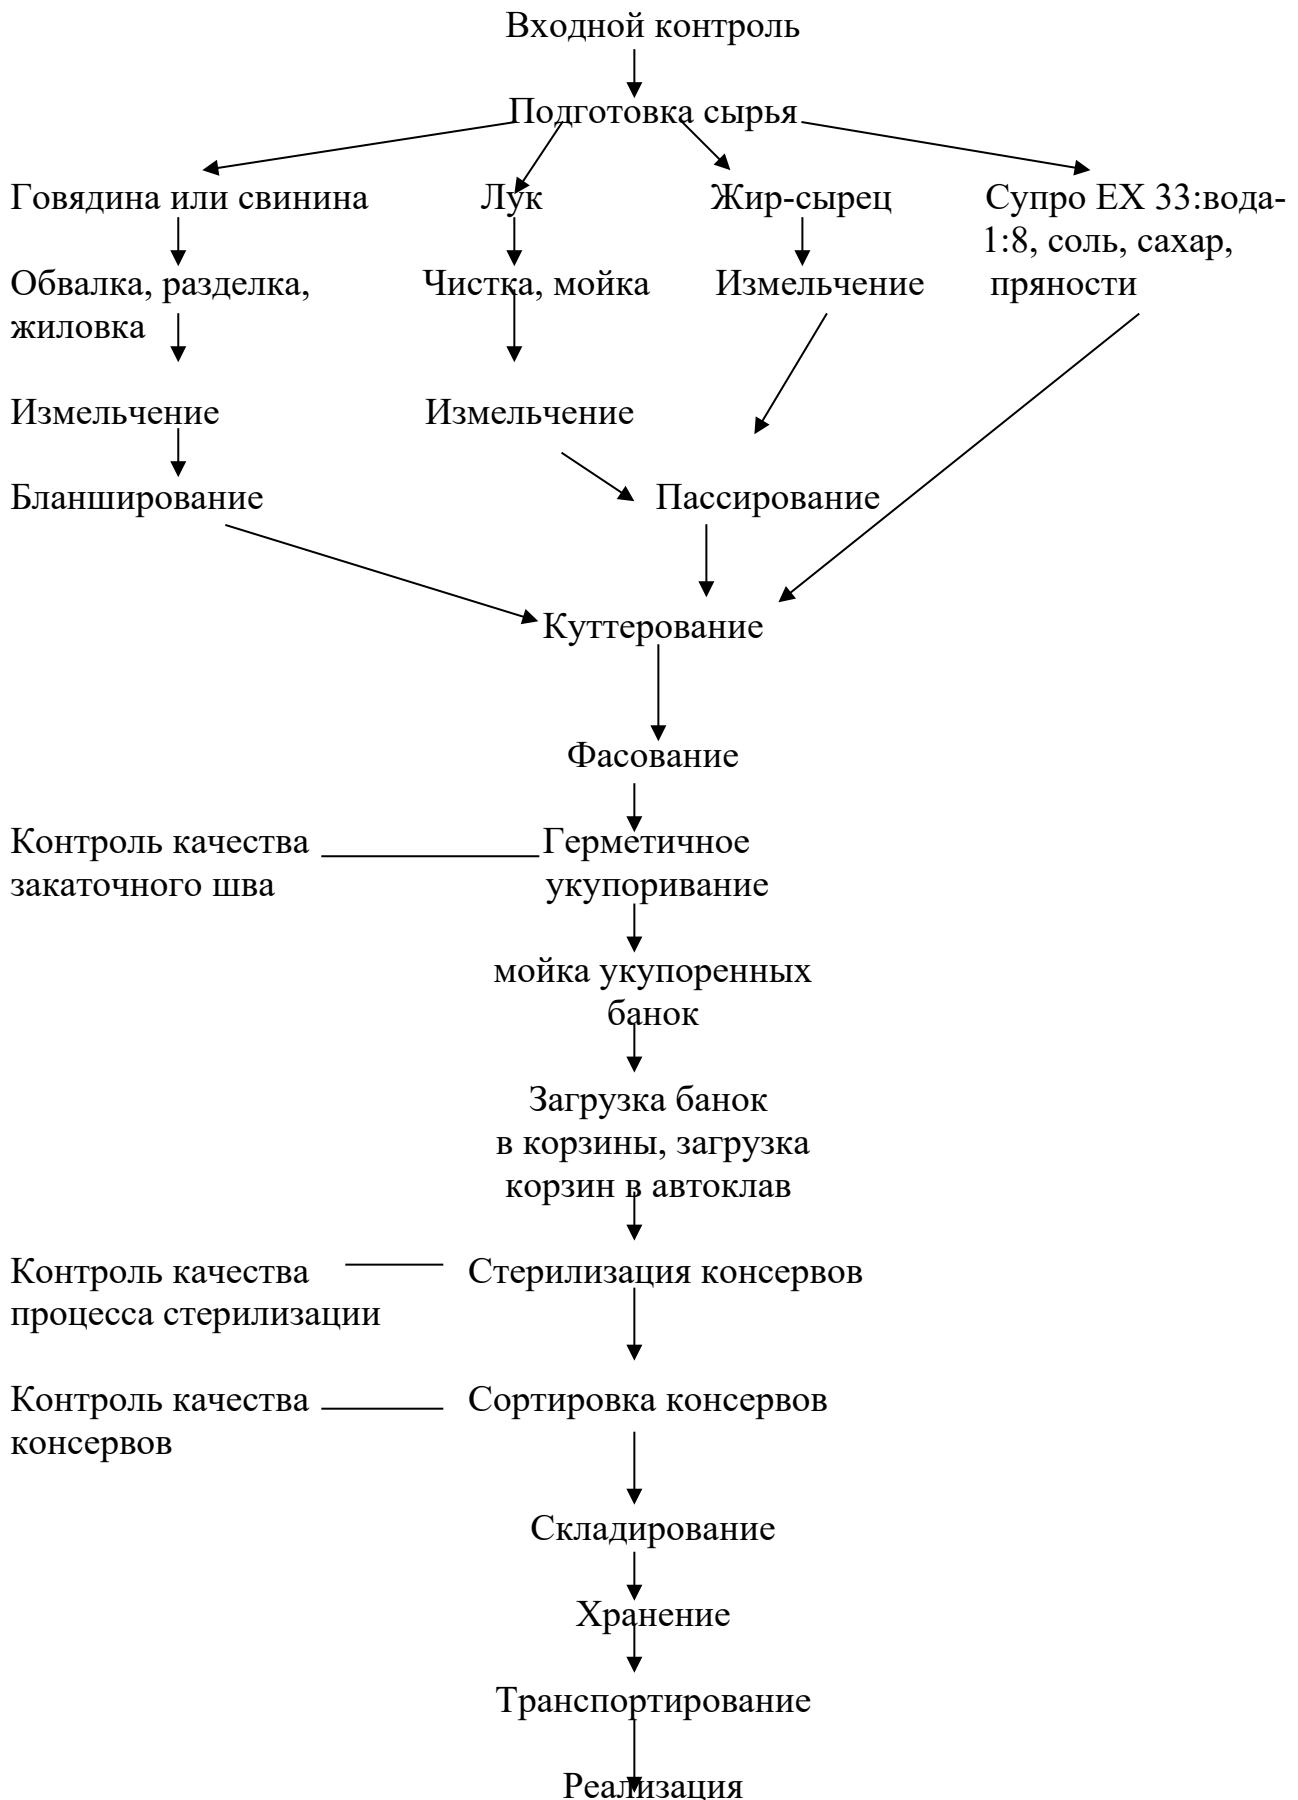 Входной контроль
Подготовка сырья
Говядина или свинина
Лук
Жир-сырец
Супро ЕХ 33:вода-
1:8, соль, сахар,
пряности
Обвалка, разделка,
жиловка
Чистка, мойка
Измельчение
Измельчение
Измельчение
Бланширование
Пассирование
Куттерование
Фасование
Контроль качества
закаточного шва
Герметичное
укупоривание
мойка укупоренных
банок
Загрузка банок
в корзины, загрузка
корзин в автоклав
Контроль качества
процесса стерилизации
Стерилизация консервов
Контроль качества
консервов
Сортировка консервов
Складирование
Хранение
Транспортирование
Реализация